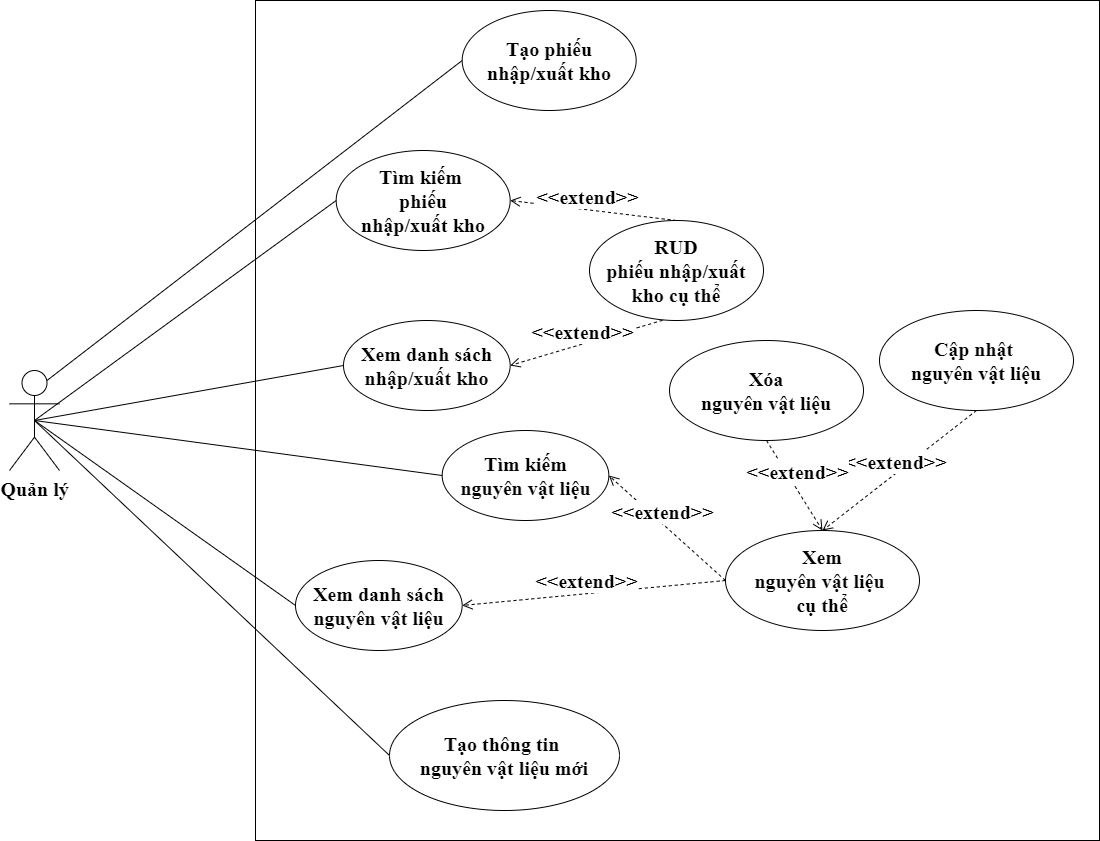 Tạo phiếu
nhập/xuất kho
Tìm kiếm
phiếu
nhập/xuất kho
<<extend>>
RUD
phiếu nhập/xuất
kho cụ thể
<<extend>>
Xem danh sách
nhập/xuất kho
Xóa
nguyên vật liệu
Cập nhật
nguyên vật liệu
Quản lý
Tìm kiếm
nguyên vật liệu
<<extend>>
<<extend>>
<<extend>>
Xem danh sách
nguyên vật liệu
<<extend>>
Xem
nguyên vật liệu
cụ thể
Tạo thông tin
nguyên vật liệu mới